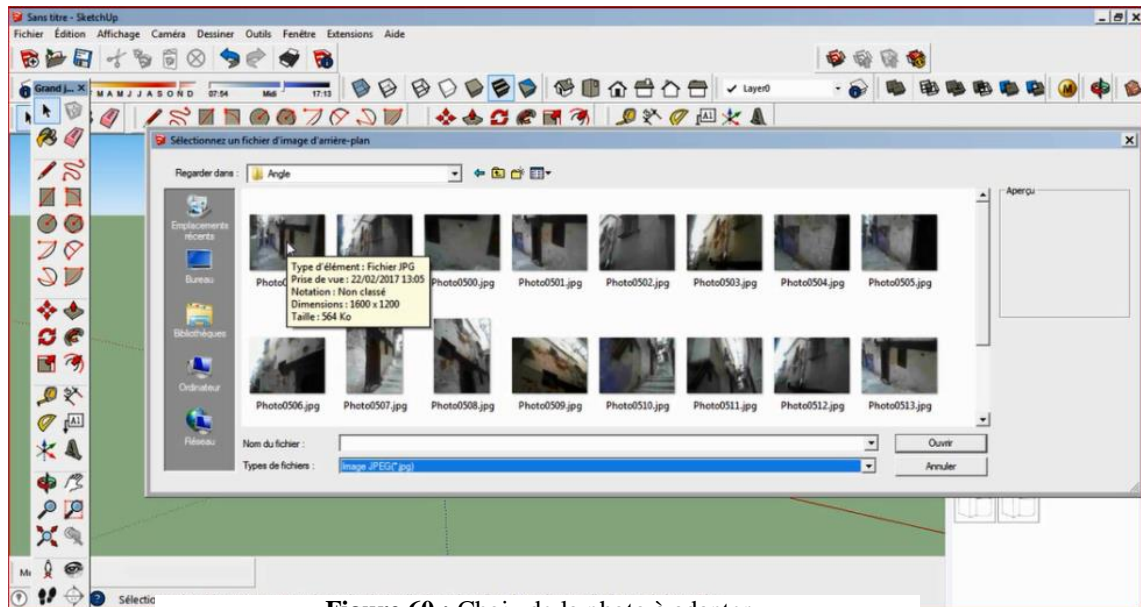 Sans titre - SketchUp
Fichier Édition Affichage Caméra Dessiner Outils Fenêtre Extensions Aide
Grand j...
M A M J J A S O N D 07:54 Midi 17:13
Layer0
Sélectionnez un fichier d'image d'arrière-plan
Regarder dans : Angle
Aperçu
Emplacements récents
Bureau
Bibliothèques
Ordinateur
Réseau
Type d'élément : Fichier JPG
Prise de vue : 22/02/2017 13:05
Notation : Non classé
Dimensions : 1600 x 1200
Taille : 564 Ko
Photo0500.jpg Photo0501.jpg Photo0502.jpg Photo0503.jpg Photo0504.jpg Photo0505.jpg
Photo0506.jpg Photo0507.jpg Photo0508.jpg Photo0509.jpg Photo0510.jpg Photo0511.jpg Photo0512.jpg Photo0513.jpg
Nom du fichier : Ouvrir
Types de fichiers : Image JPEG(*.jpg) Annuler